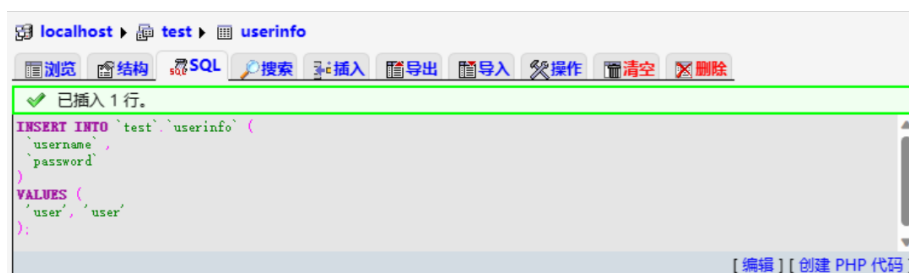 localhost ▸ test ▸ userinfo
浏览 结构 SQL 搜索 插入 导出 导入 操作 清空 删除
已插入 1 行。
INSERT INTO `test`.`userinfo` (
`username` ,
`password`
)
VALUES (
'user', 'user'
);
[ 编辑 ] [ 创建 PHP 代码 ]